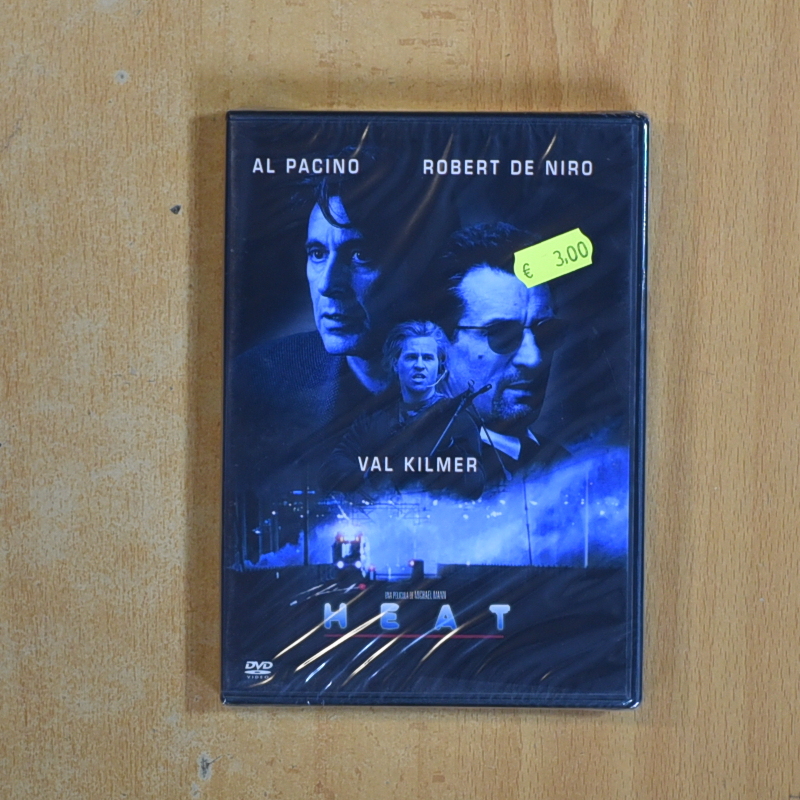 AL PACINO ROBERT DE NIRO
€ 3,00
VAL KILMER
UNA PELICULA DE MICHAEL MANN
HEAT
DVD
VIDEO